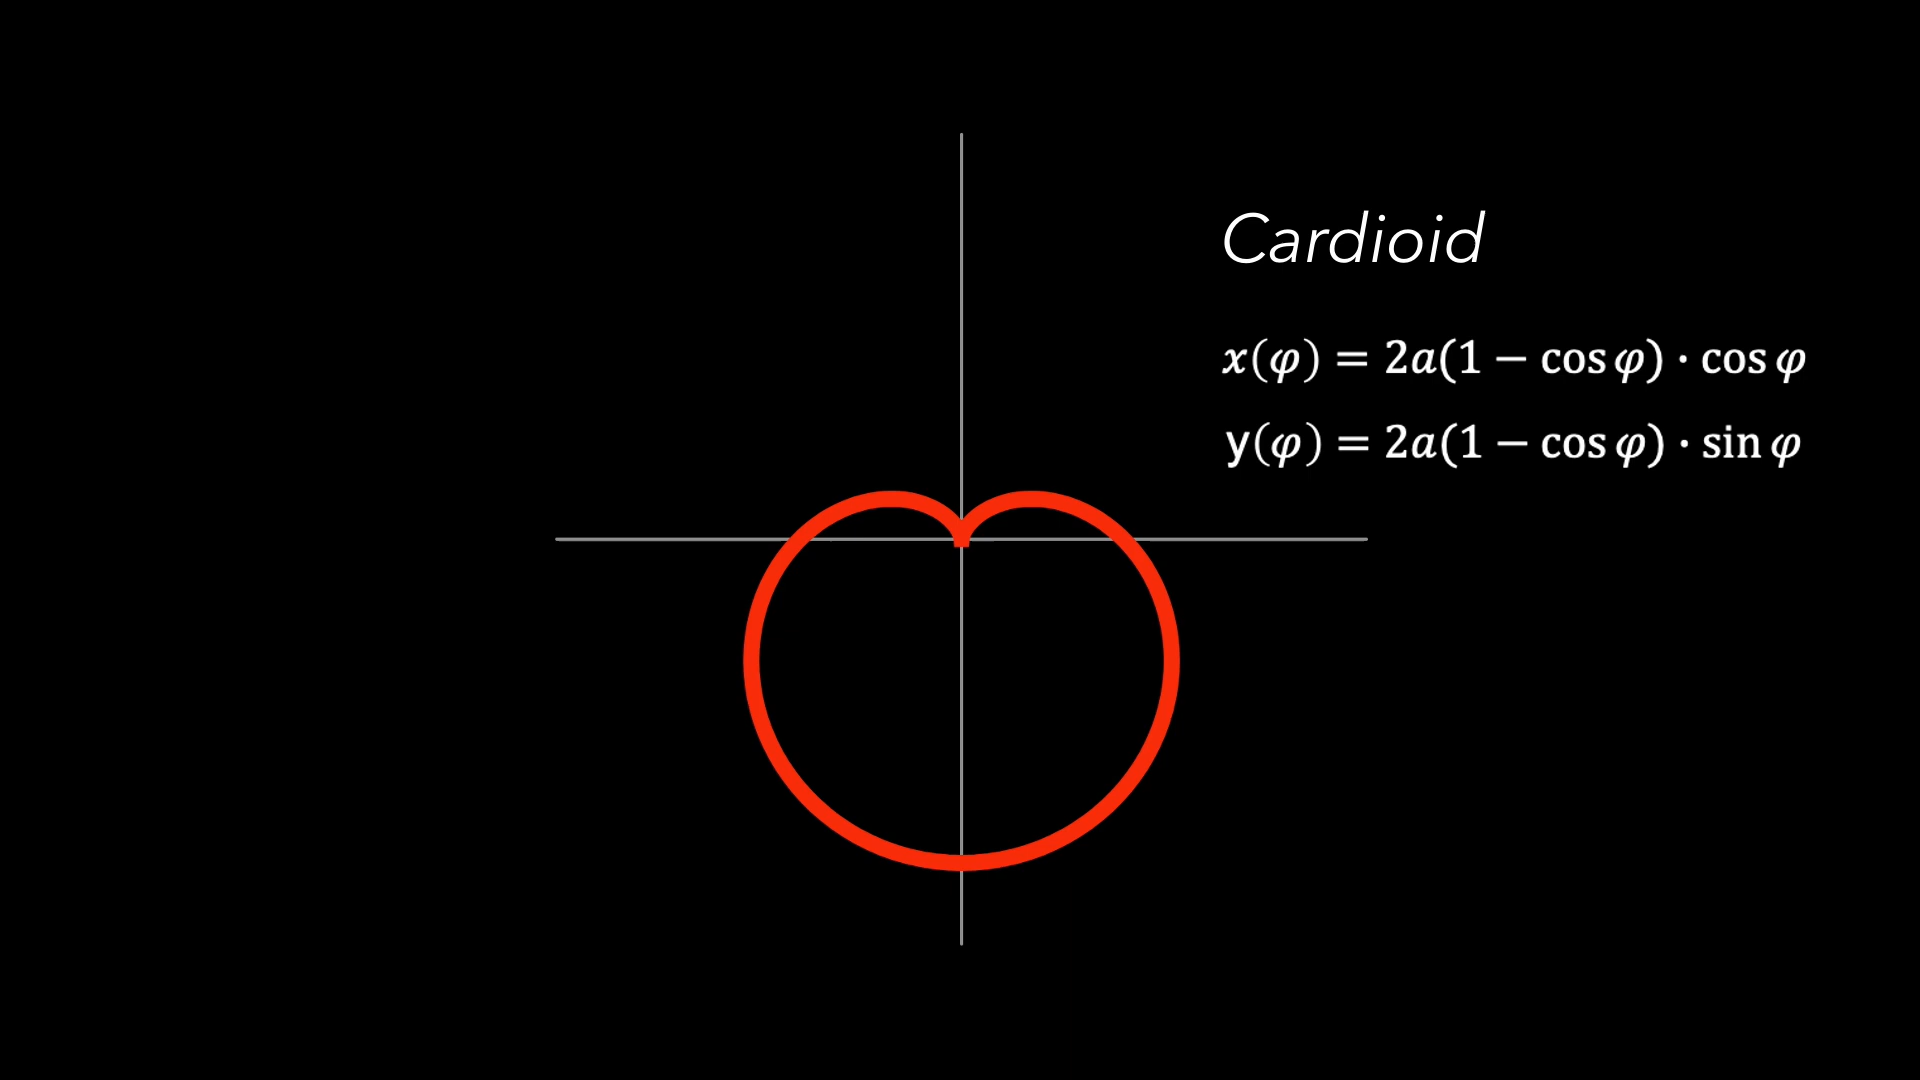 Cardioid
x(φ) = 2a(1 − cos φ) · cos φ
y(φ) = 2a(1 − cos φ) · sin φ